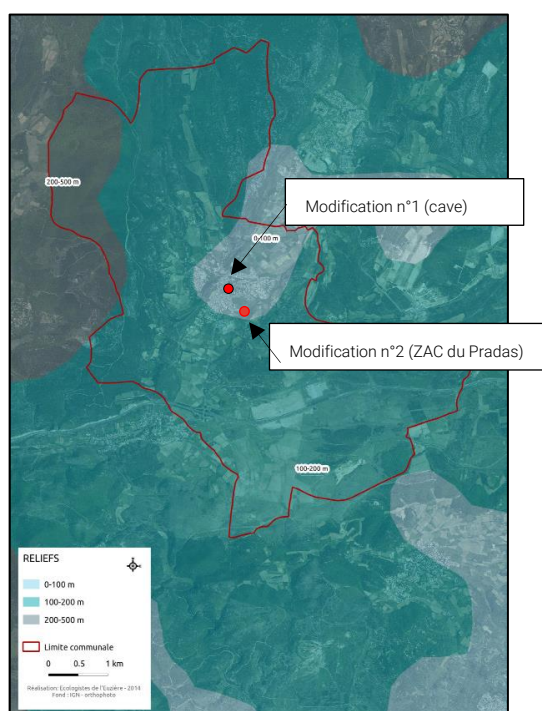 200-500 m
Modification n°1 (cave)
0-100 m
Modification n°2 (ZAC du Pradas)
100-200 m
RELIEFS
0-100 m
100-200 m
200-500 m
Limite communale
0 0.5 1 km
Réalisation: Ecologistes de l'Euzière - 2014
Fond : IGN - orthophoto